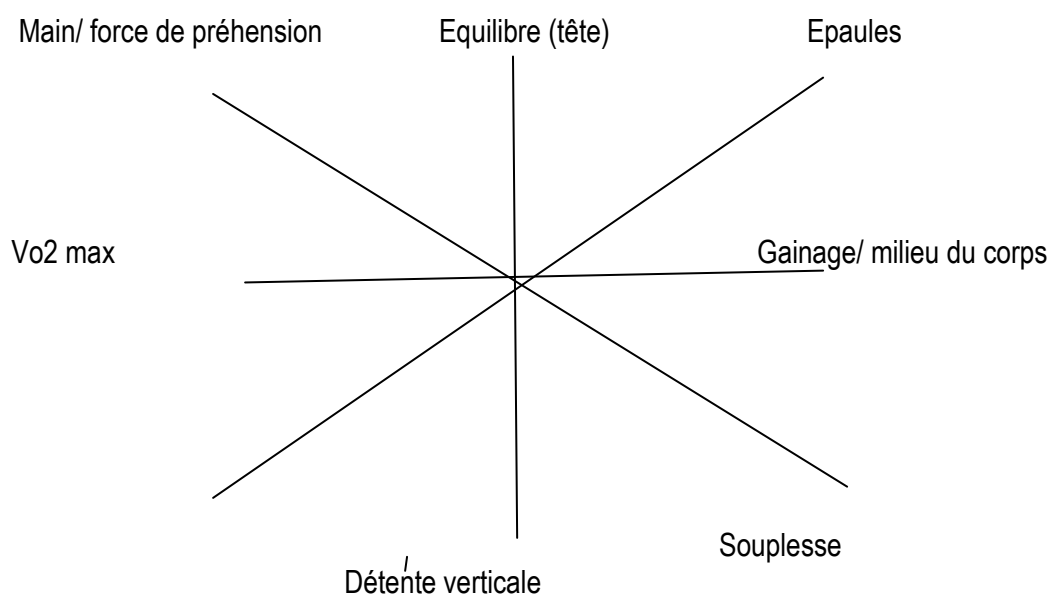 Main/ force de préhension
Equilibre (tête)
Epaules
Vo2 max
Gainage/ milieu du corps
Souplesse
Détente verticale